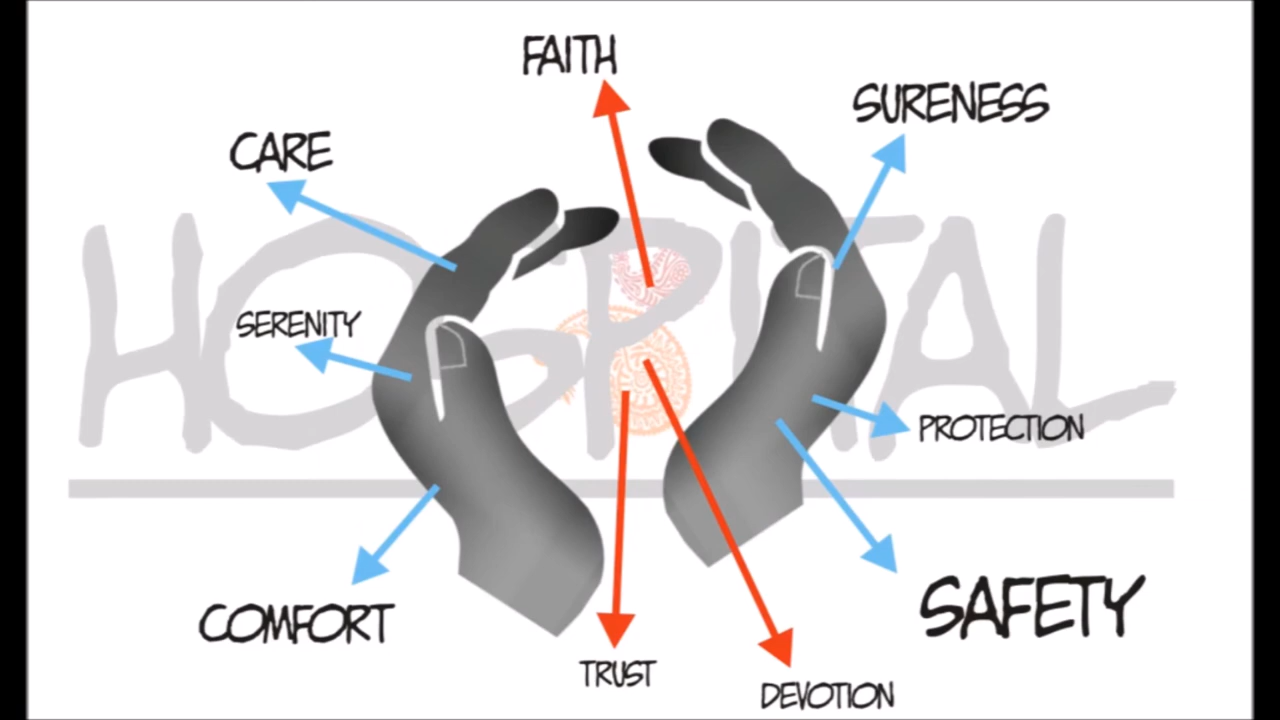 FAITH
SURENESS
CARE
HOSPITAL
SERENITY
PROTECTION
COMFORT
SAFETY
TRUST
DEVOTION